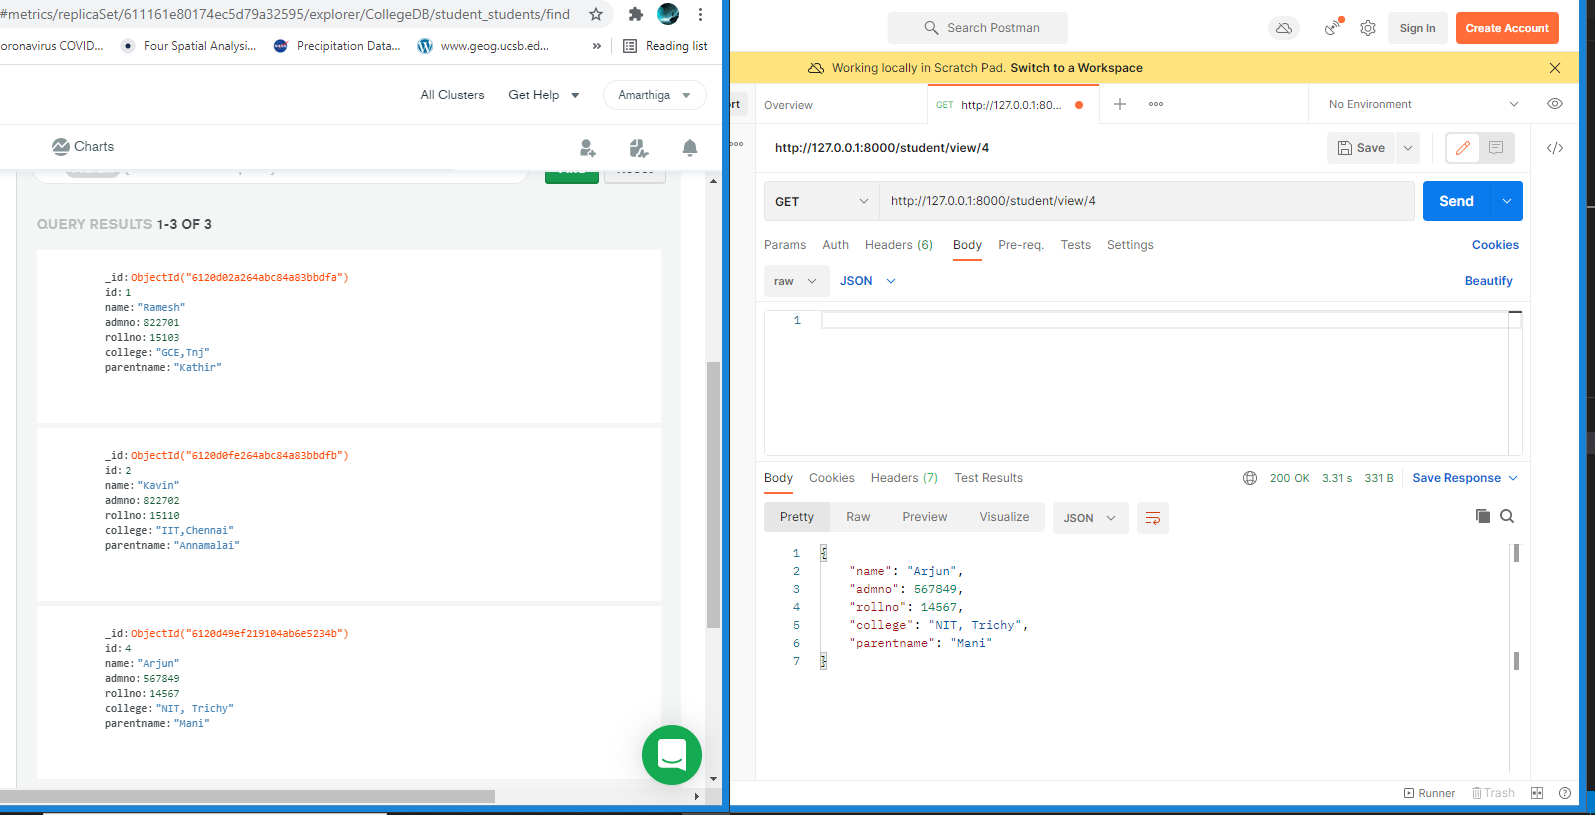 #metrics/replicaSet/611161e80174ec5d79a32595/explorer/CollegeDB/student_students/find
oronavirus COVID...
Four Spatial Analysi...
Precipitation Data...
www.geog.ucsb.ed...
»
Reading list
All Clusters
Get Help
Amarthiga
Charts
QUERY RESULTS 1-3 OF 3
_id: ObjectId("6120d02a264abc84a83bbdfa")
id: 1
name: "Ramesh"
admno: 822701
rollno: 15103
college: "GCE,Tnj"
parentname: "Kathir"
_id: ObjectId("6120d0fe264abc84a83bbdfb")
id: 2
name: "Kavin"
admno: 822702
rollno: 15110
college: "IIT,Chennai"
parentname: "Annamalai"
_id: ObjectId("6120d49ef219104ab6e5234b")
id: 4
name: "Arjun"
admno: 567849
rollno: 14567
college: "NIT, Trichy"
parentname: "Mani"
Search Postman
Sign In
Create Account
Working locally in Scratch Pad. Switch to a Workspace
rt
Overview
GET http://127.0.0.1:80...
No Environment
http://127.0.0.1:8000/student/view/4
Save
</>
GET
http://127.0.0.1:8000/student/view/4
Send
Params
Auth
Headers (6)
Body
Pre-req.
Tests
Settings
Cookies
raw
JSON
Beautify
1
Body
Cookies
Headers (7)
Test Results
200 OK
3.31 s
331 B
Save Response
Pretty
Raw
Preview
Visualize
JSON
1 {
2 "name": "Arjun",
3 "admno": 567849,
4 "rollno": 14567,
5 "college": "NIT, Trichy",
6 "parentname": "Mani"
7 }
Runner
Trash